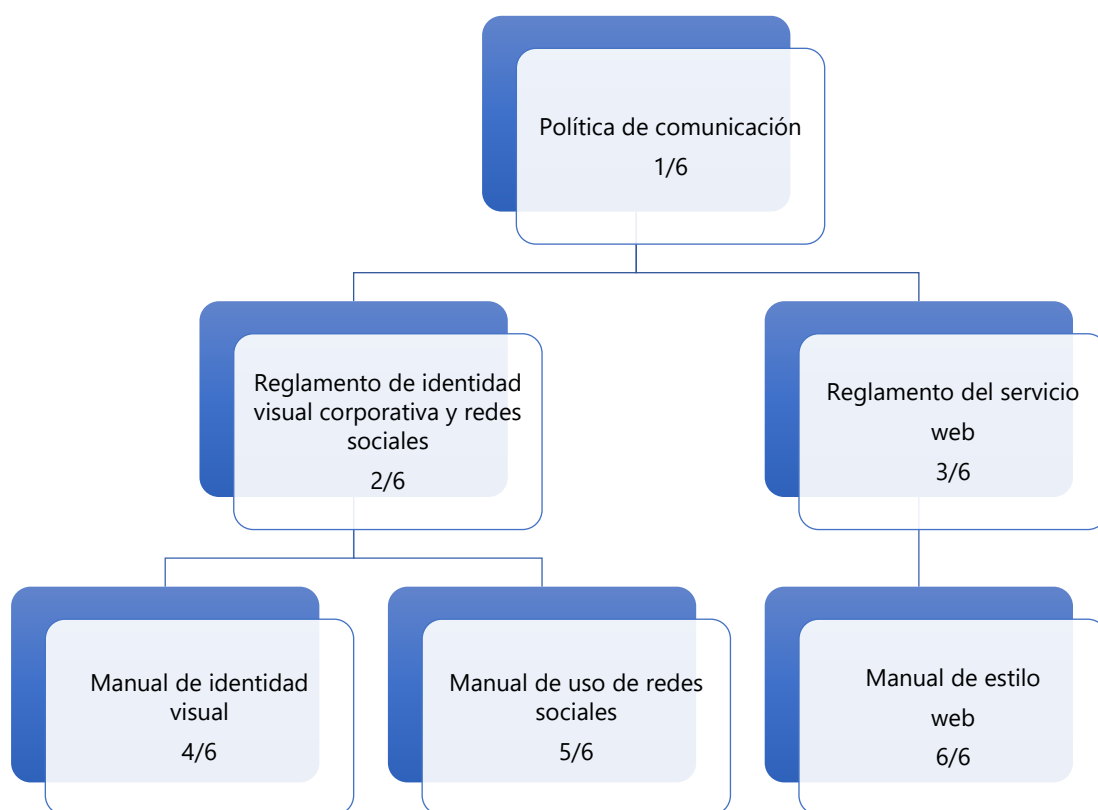 Política de comunicación
1/6
Reglamento de identidad
visual corporativa y redes
sociales
2/6
Reglamento del servicio
web
3/6
Manual de identidad
visual
4/6
Manual de uso de redes
sociales
5/6
Manual de estilo
web
6/6